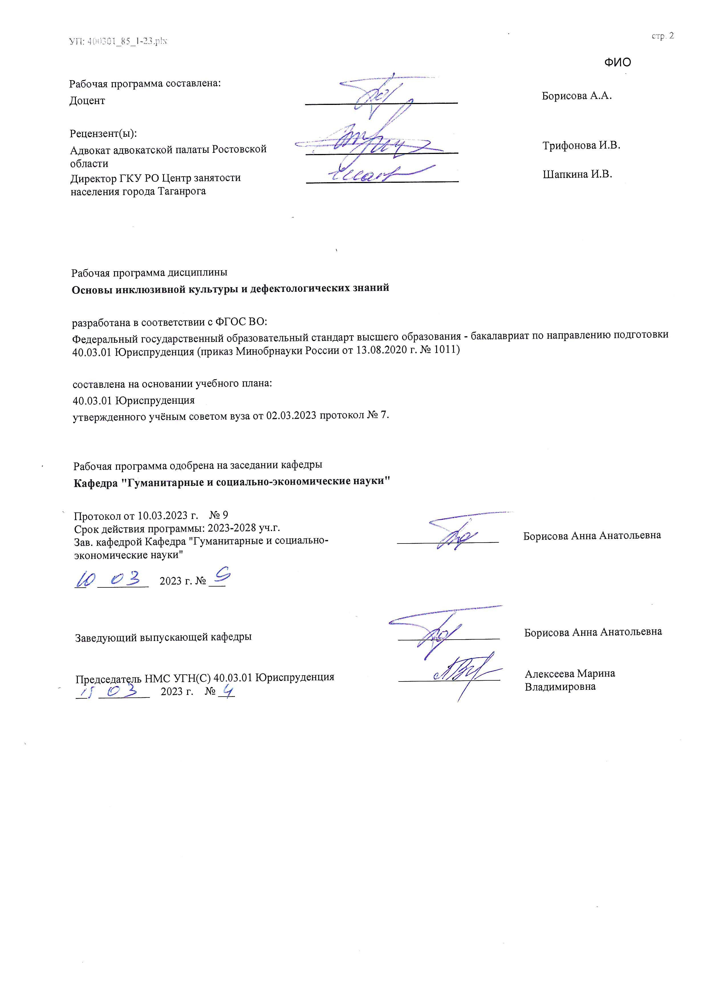 УП: 400301_85_1-23.plx
стр. 2
ФИО
Рабочая программа составлена:
Доцент
Борисова А.А.
Рецензент(ы):
Адвокат адвокатской палаты Ростовской
области
Трифонова И.В.
Директор ГКУ РО Центр занятости
населения города Таганрога
Шапкина И.В.
Рабочая программа дисциплины
Основы инклюзивной культуры и дефектологических знаний
разработана в соответствии с ФГОС ВО:
Федеральный государственный образовательный стандарт высшего образования - бакалавриат по направлению подготовки
40.03.01 Юриспруденция (приказ Минобрнауки России от 13.08.2020 г. № 1011)
составлена на основании учебного плана:
40.03.01 Юриспруденция
утвержденного учёным советом вуза от 02.03.2023 протокол № 7.
Рабочая программа одобрена на заседании кафедры
Кафедра "Гуманитарные и социально-экономические науки"
Протокол от 10.03.2023 г. № 9
Срок действия программы: 2023-2028 уч.г.
Зав. кафедрой Кафедра "Гуманитарные и социально-
экономические науки"
Борисова Анна Анатольевна
10 03 2023 г. № 9
Заведующий выпускающей кафедры
Борисова Анна Анатольевна
Председатель НМС УГН(С) 40.03.01 Юриспруденция
Алексеева Марина
Владимировна
15 03 2023 г. № 4